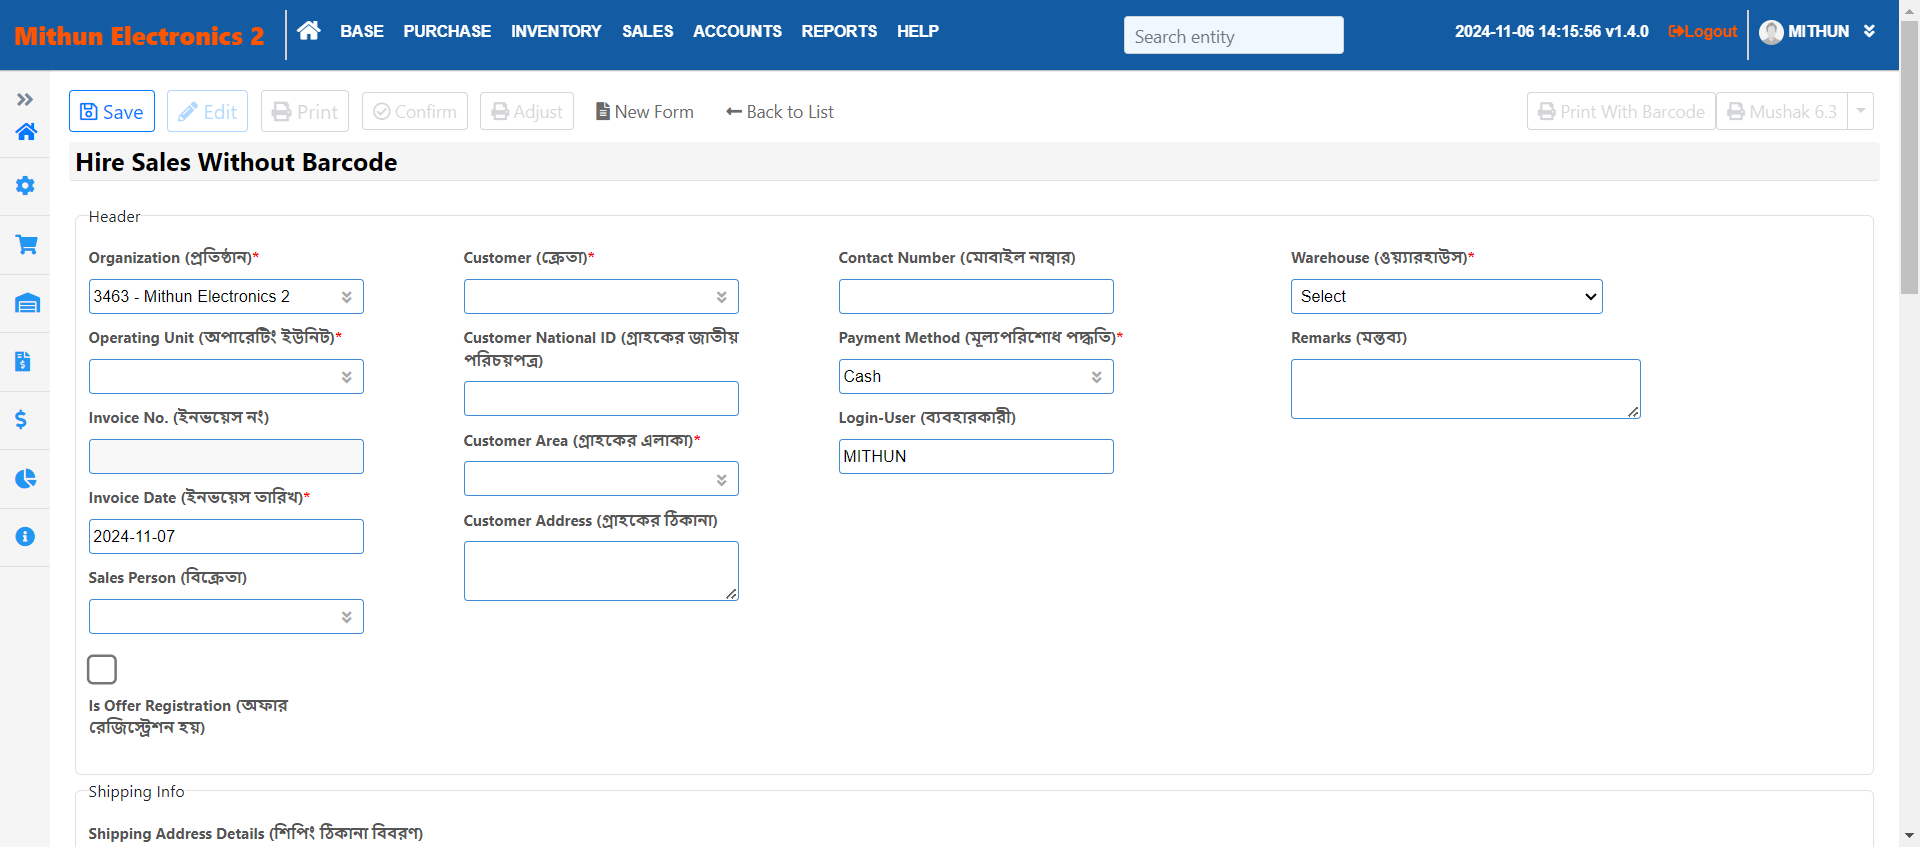 Mithun Electronics 2
BASE PURCHASE INVENTORY SALES ACCOUNTS REPORTS HELP
Search entity
2024-11-06 14:15:56 v1.4.0
Logout
MITHUN
Save Edit Print Confirm Adjust New Form Back to List
Print With Barcode Mushak 6.3
Hire Sales Without Barcode
Header
Organization (প্রতিষ্ঠান)*
3463 - Mithun Electronics 2
Operating Unit (অপারেটিং ইউনিট)*
Invoice No. (ইনভয়েস নং)
Invoice Date (ইনভয়েস তারিখ)*
2024-11-07
Sales Person (বিক্রেতা)
Is Offer Registration (অফার
রেজিস্ট্রেশন হয়)
Customer (ক্রেতা)*
Customer National ID (গ্রাহকের জাতীয়
পরিচয়পত্র)
Customer Area (গ্রাহকের এলাকা)*
Customer Address (গ্রাহকের ঠিকানা)
Contact Number (মোবাইল নাম্বার)
Payment Method (মূল্যপরিশোধ পদ্ধতি)*
Cash
Login-User (ব্যবহারকারী)
MITHUN
Warehouse (ওয়্যারহাউস)*
Select
Remarks (মন্তব্য)
Shipping Info
Shipping Address Details (শিপিং ঠিকানা বিবরণ)